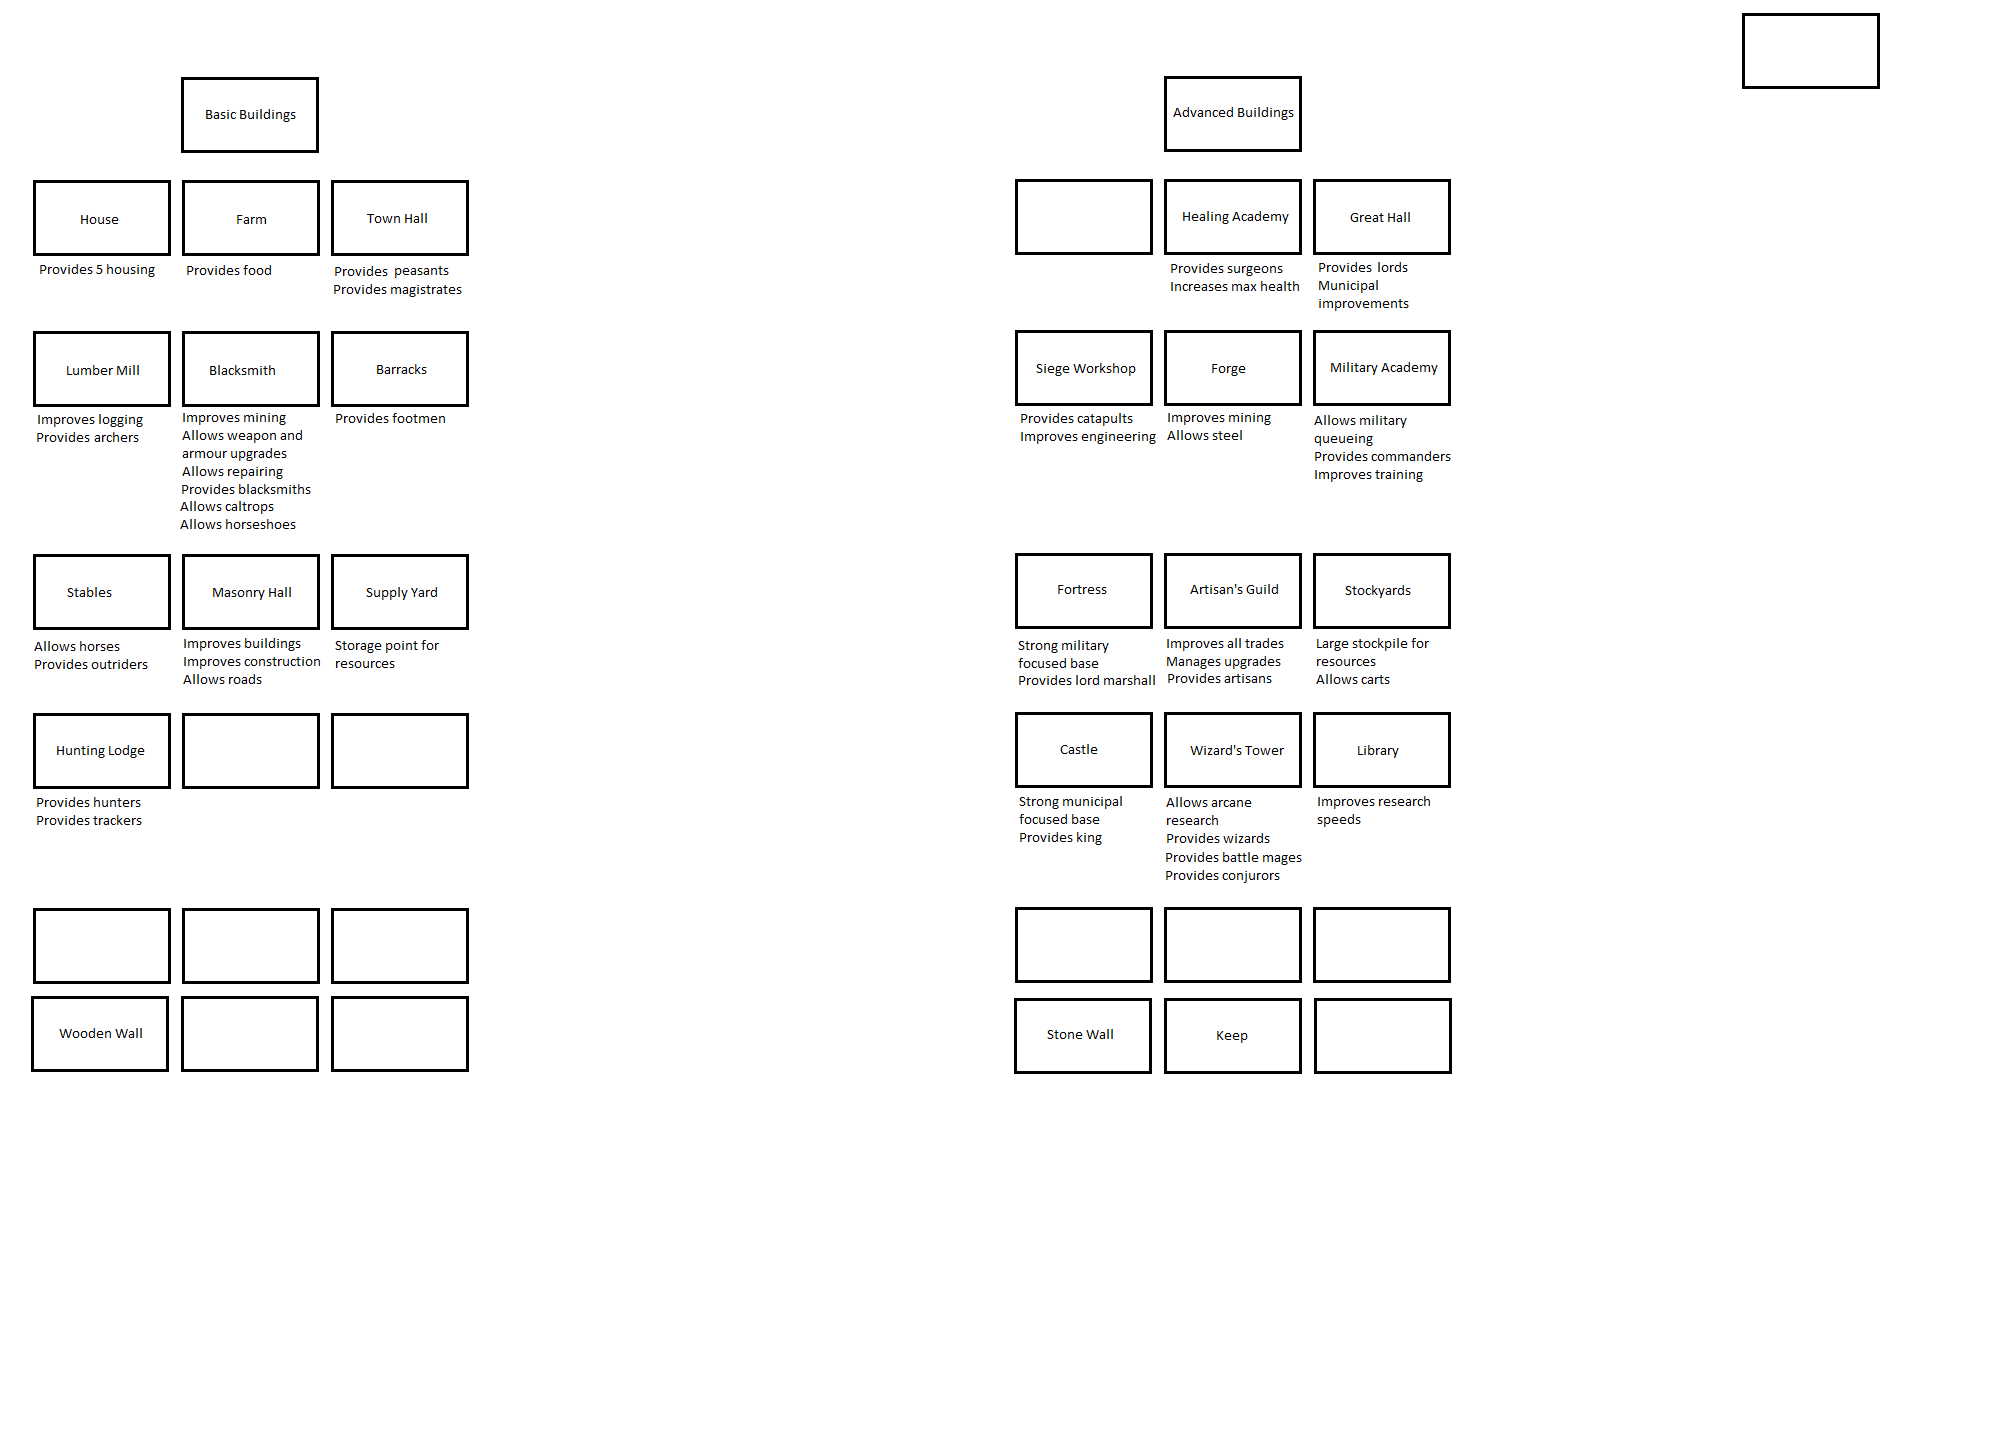 Basic Buildings
House
Farm
Town Hall
Provides 5 housing
Provides food
Provides peasants
Provides magistrates
Lumber Mill
Blacksmith
Barracks
Improves logging
Provides archers
Improves mining
Allows weapon and
armour upgrades
Allows repairing
Provides blacksmiths
Allows caltrops
Allows horseshoes
Provides footmen
Stables
Masonry Hall
Supply Yard
Allows horses
Provides outriders
Improves buildings
Improves construction
Allows roads
Storage point for
resources
Hunting Lodge
Provides hunters
Provides trackers
Wooden Wall
Advanced Buildings
Healing Academy
Great Hall
Provides surgeons
Increases max health
Provides lords
Municipal
improvements
Siege Workshop
Forge
Military Academy
Provides catapults
Improves engineering
Improves mining
Allows steel
Allows military
queueing
Provides commanders
Improves training
Fortress
Artisan's Guild
Stockyards
Strong military
focused base
Provides lord marshall
Improves all trades
Manages upgrades
Provides artisans
Large stockpile for
resources
Allows carts
Castle
Wizard's Tower
Library
Strong municipal
focused base
Provides king
Allows arcane
research
Provides wizards
Provides battle mages
Provides conjurors
Improves research
speeds
Stone Wall
Keep